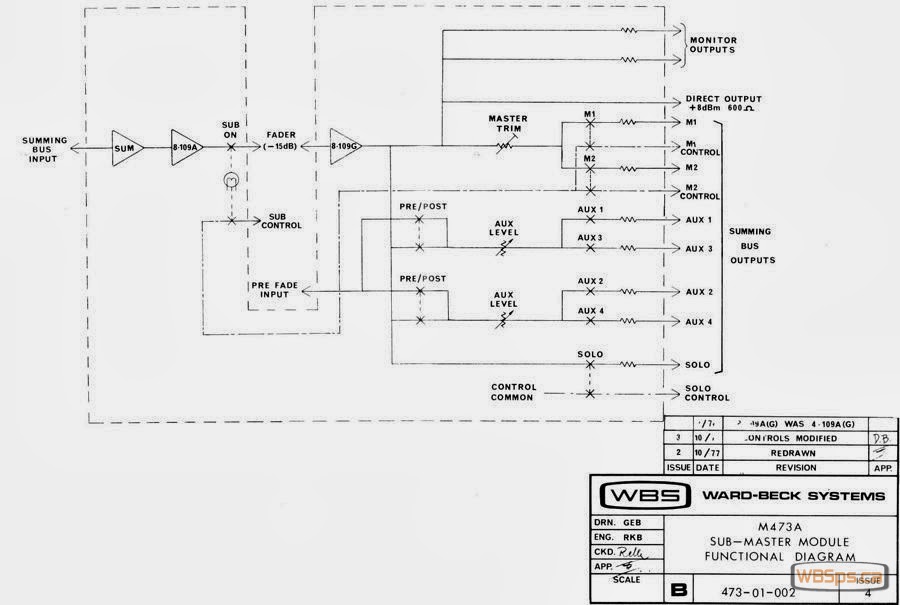 MONITOR
OUTPUTS
DIRECT OUTPUT
+8dBm 600Ω
SUMMING
BUS
INPUT
SUM
8·109A
SUB
ON
FADER
(−15dB)
8·109G
MASTER
TRIM
M1
M1
M1
CONTROL
M2
M2
M2
CONTROL
SUB
CONTROL
PRE/POST
AUX
LEVEL
AUX 1
AUX 1
AUX 3
AUX 3
SUMMING
BUS
OUTPUTS
PRE FADE
INPUT
PRE/POST
AUX
LEVEL
AUX 2
AUX 2
AUX 4
AUX 4
SOLO
SOLO
CONTROL
COMMON
SOLO
CONTROL
109A(G) WAS 4·109A(G)
3 10/ CONTROLS MODIFIED D.B.
2 10/77 REDRAWN
ISSUE DATE REVISION APP.
WBS WARD-BECK SYSTEMS
DRN. GEB
ENG. RKB
CKD.
APP.
SCALE
M473A
SUB-MASTER MODULE
FUNCTIONAL DIAGRAM
B 473-01-002 ISSUE
4
WBSps.ca